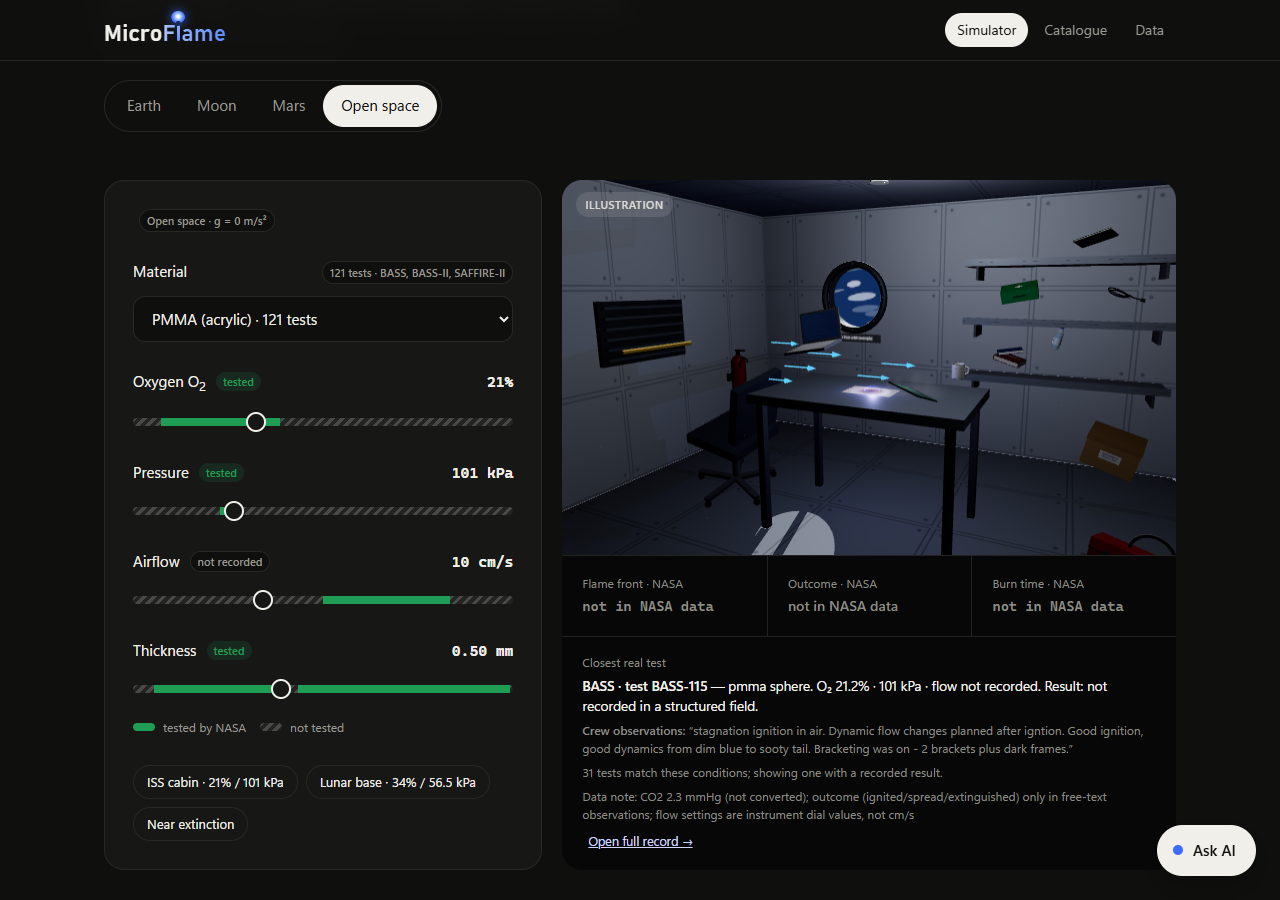 MicroFlame
Simulator
Catalogue
Data
Earth
Moon
Mars
Open space
Open space · g = 0 m/s²
Material
121 tests · BASS, BASS-II, SAFFIRE-II
PMMA (acrylic) · 121 tests
Oxygen O₂
tested
21%
Pressure
tested
101 kPa
Airflow
not recorded
10 cm/s
Thickness
tested
0.50 mm
tested by NASA
not tested
ISS cabin · 21% / 101 kPa
Lunar base · 34% / 56.5 kPa
Near extinction
ILLUSTRATION
Flame front · NASA
not in NASA data
Outcome · NASA
not in NASA data
Burn time · NASA
not in NASA data
Closest real test
BASS · test BASS-115 — pmma sphere. O₂ 21.2% · 101 kPa · flow not recorded. Result: not
recorded in a structured field.
Crew observations: “stagnation ignition in air. Dynamic flow changes planned after igntion. Good ignition,
good dynamics from dim blue to sooty tail. Bracketing was on - 2 brackets plus dark frames.”
31 tests match these conditions; showing one with a recorded result.
Data note: CO2 2.3 mmHg (not converted); outcome (ignited/spread/extinguished) only in free-text
observations; flow settings are instrument dial values, not cm/s
Open full record →
Ask AI